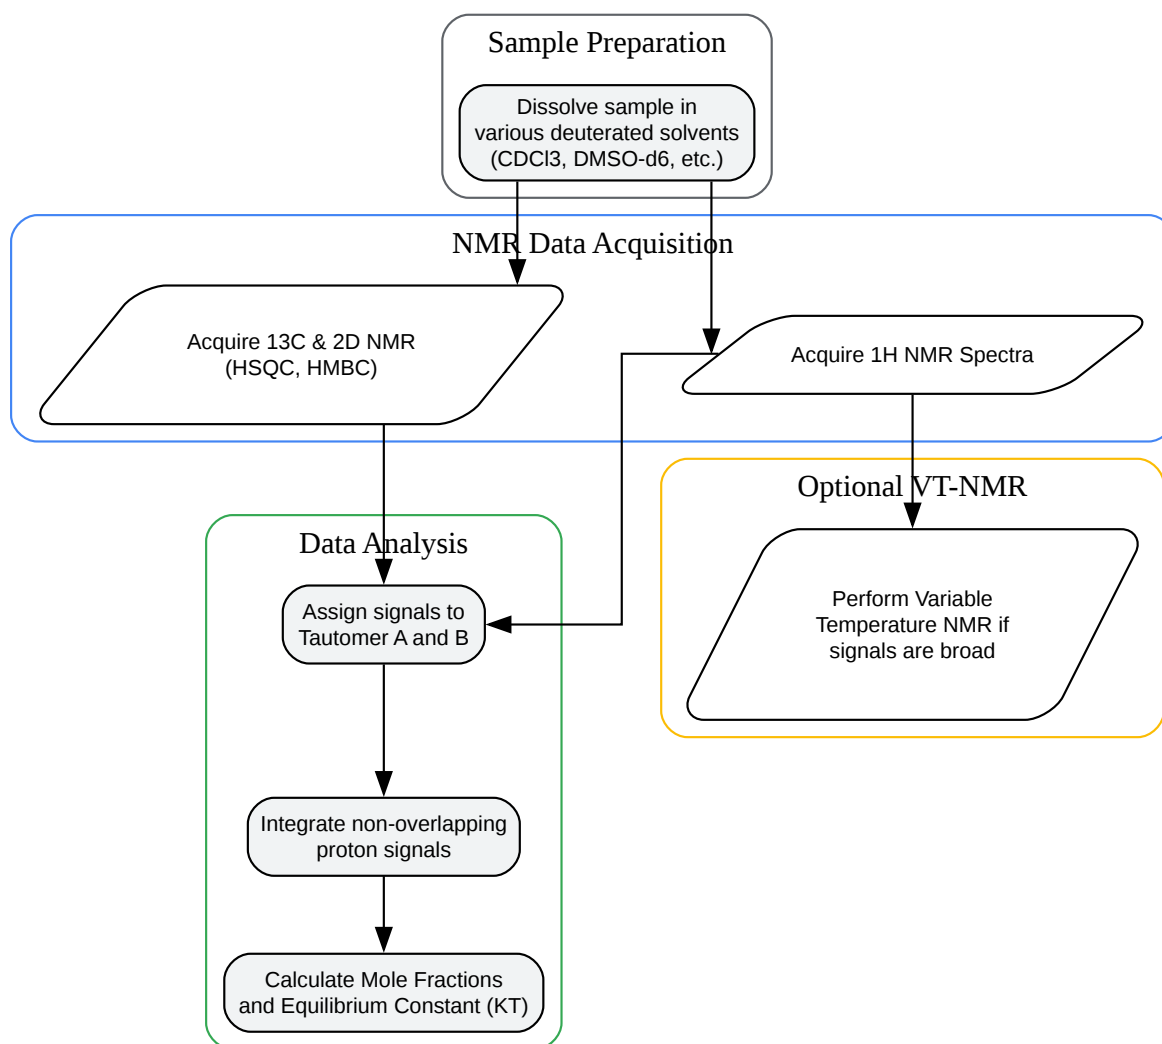 Sample Preparation
Dissolve sample in
various deuterated solvents
(CDCl3, DMSO-d6, etc.)
NMR Data Acquisition
Acquire 13C & 2D NMR
(HSQC, HMBC)
Acquire 1H NMR Spectra
Optional VT-NMR
Perform Variable
Temperature NMR if
signals are broad
Data Analysis
Assign signals to
Tautomer A and B
Integrate non-overlapping
proton signals
Calculate Mole Fractions
and Equilibrium Constant (KT)